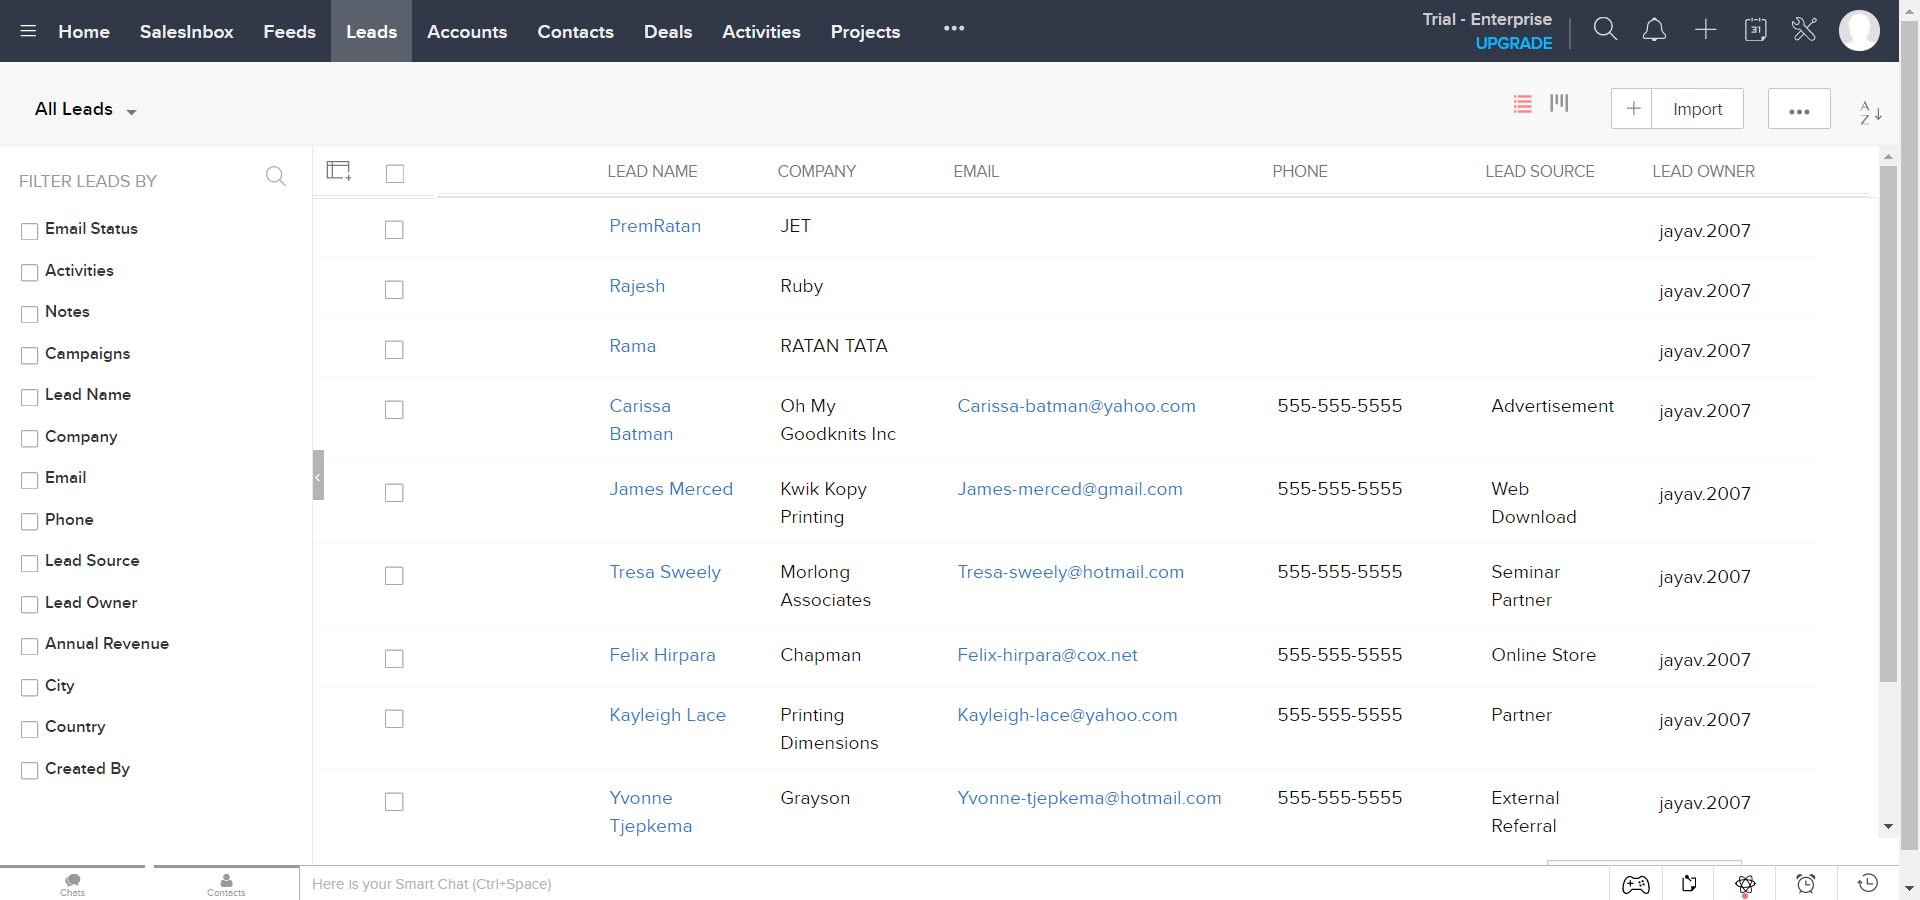 Home SalesInbox Feeds Leads Accounts Contacts Deals Activities Projects
Trial - Enterprise
UPGRADE
31
All Leads
Import
A
Z
FILTER LEADS BY
Email Status
Activities
Notes
Campaigns
Lead Name
Company
Email
Phone
Lead Source
Lead Owner
Annual Revenue
City
Country
Created By
LEAD NAME COMPANY EMAIL PHONE LEAD SOURCE LEAD OWNER
PremRatan JET jayav.2007
Rajesh Ruby jayav.2007
Rama RATAN TATA jayav.2007
Carissa Oh My Carissa-batman@yahoo.com 555-555-5555 Advertisement jayav.2007
Batman Goodknits Inc
James Merced Kwik Kopy James-merced@gmail.com 555-555-5555 Web jayav.2007
Printing Download
Tresa Sweely Morlong Tresa-sweely@hotmail.com 555-555-5555 Seminar jayav.2007
Associates Partner
Felix Hirpara Chapman Felix-hirpara@cox.net 555-555-5555 Online Store jayav.2007
Kayleigh Lace Printing Kayleigh-lace@yahoo.com 555-555-5555 Partner jayav.2007
Dimensions
Yvonne Grayson Yvonne-tjepkema@hotmail.com 555-555-5555 External jayav.2007
Tjepkema Referral
Chats Contacts Here is your Smart Chat (Ctrl+Space)